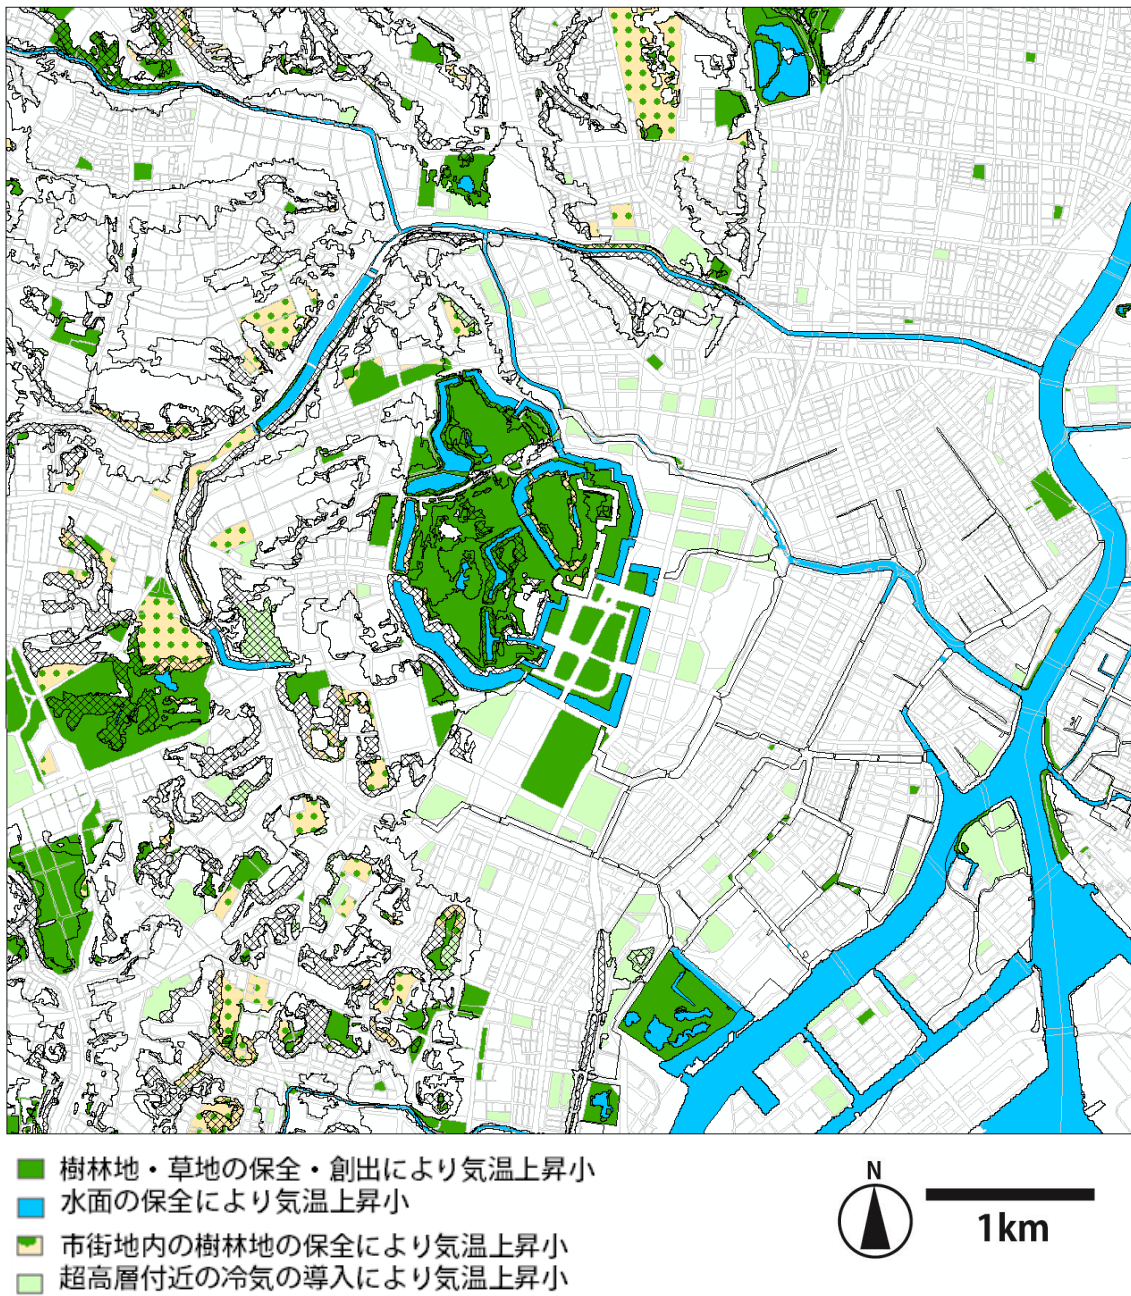 樹林地・草地の保全・創出により気温上昇小
水面の保全により気温上昇小
市街地内の樹林地の保全により気温上昇小
超高層付近の冷気の導入により気温上昇小
N
1km